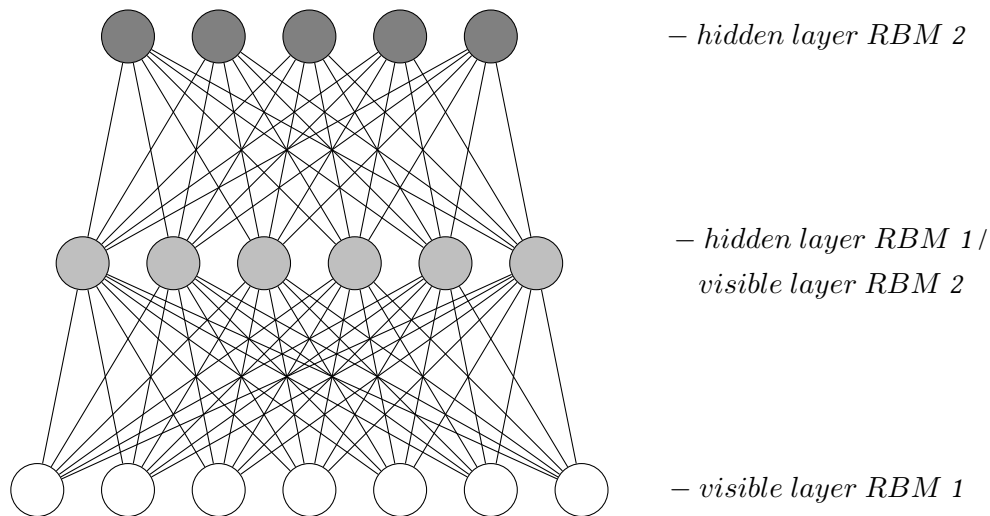 – hidden layer RBM 2
– hidden layer RBM 1/
visible layer RBM 2
– visible layer RBM 1